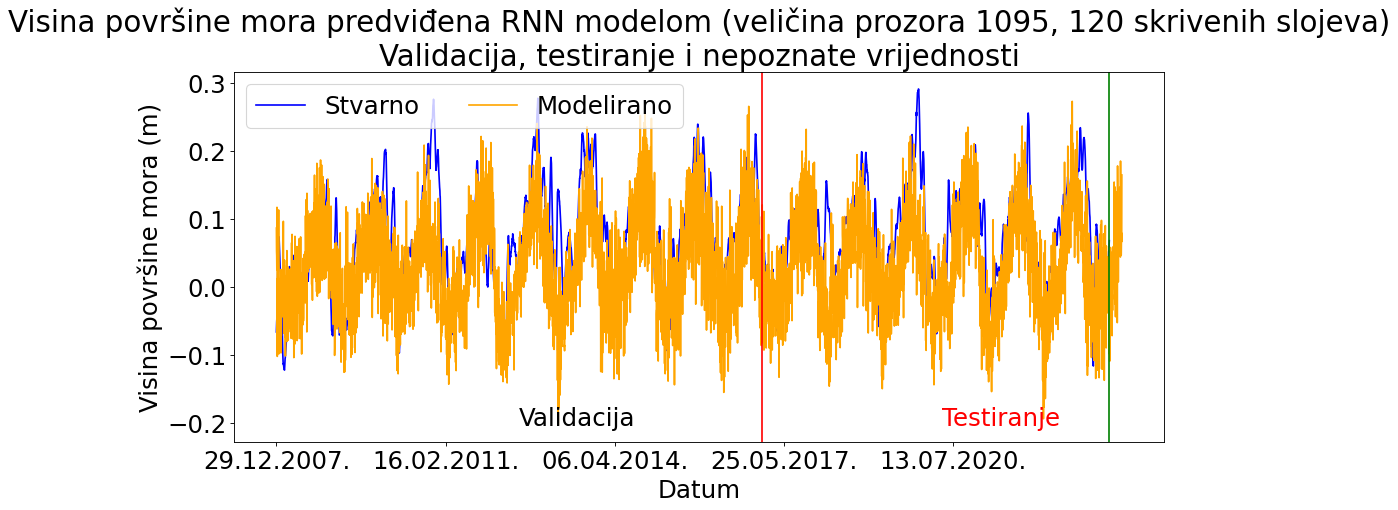 Visina površine mora predviđena RNN modelom (veličina prozora 1095, 120 skrivenih slojeva)
Validacija, testiranje i nepoznate vrijednosti
Stvarno Modelirano
Visina površine mora (m)
0.3
0.2
0.1
0.0
−0.1
−0.2
Validacija Testiranje
29.12.2007. 16.02.2011. 06.04.2014. 25.05.2017. 13.07.2020.
Datum